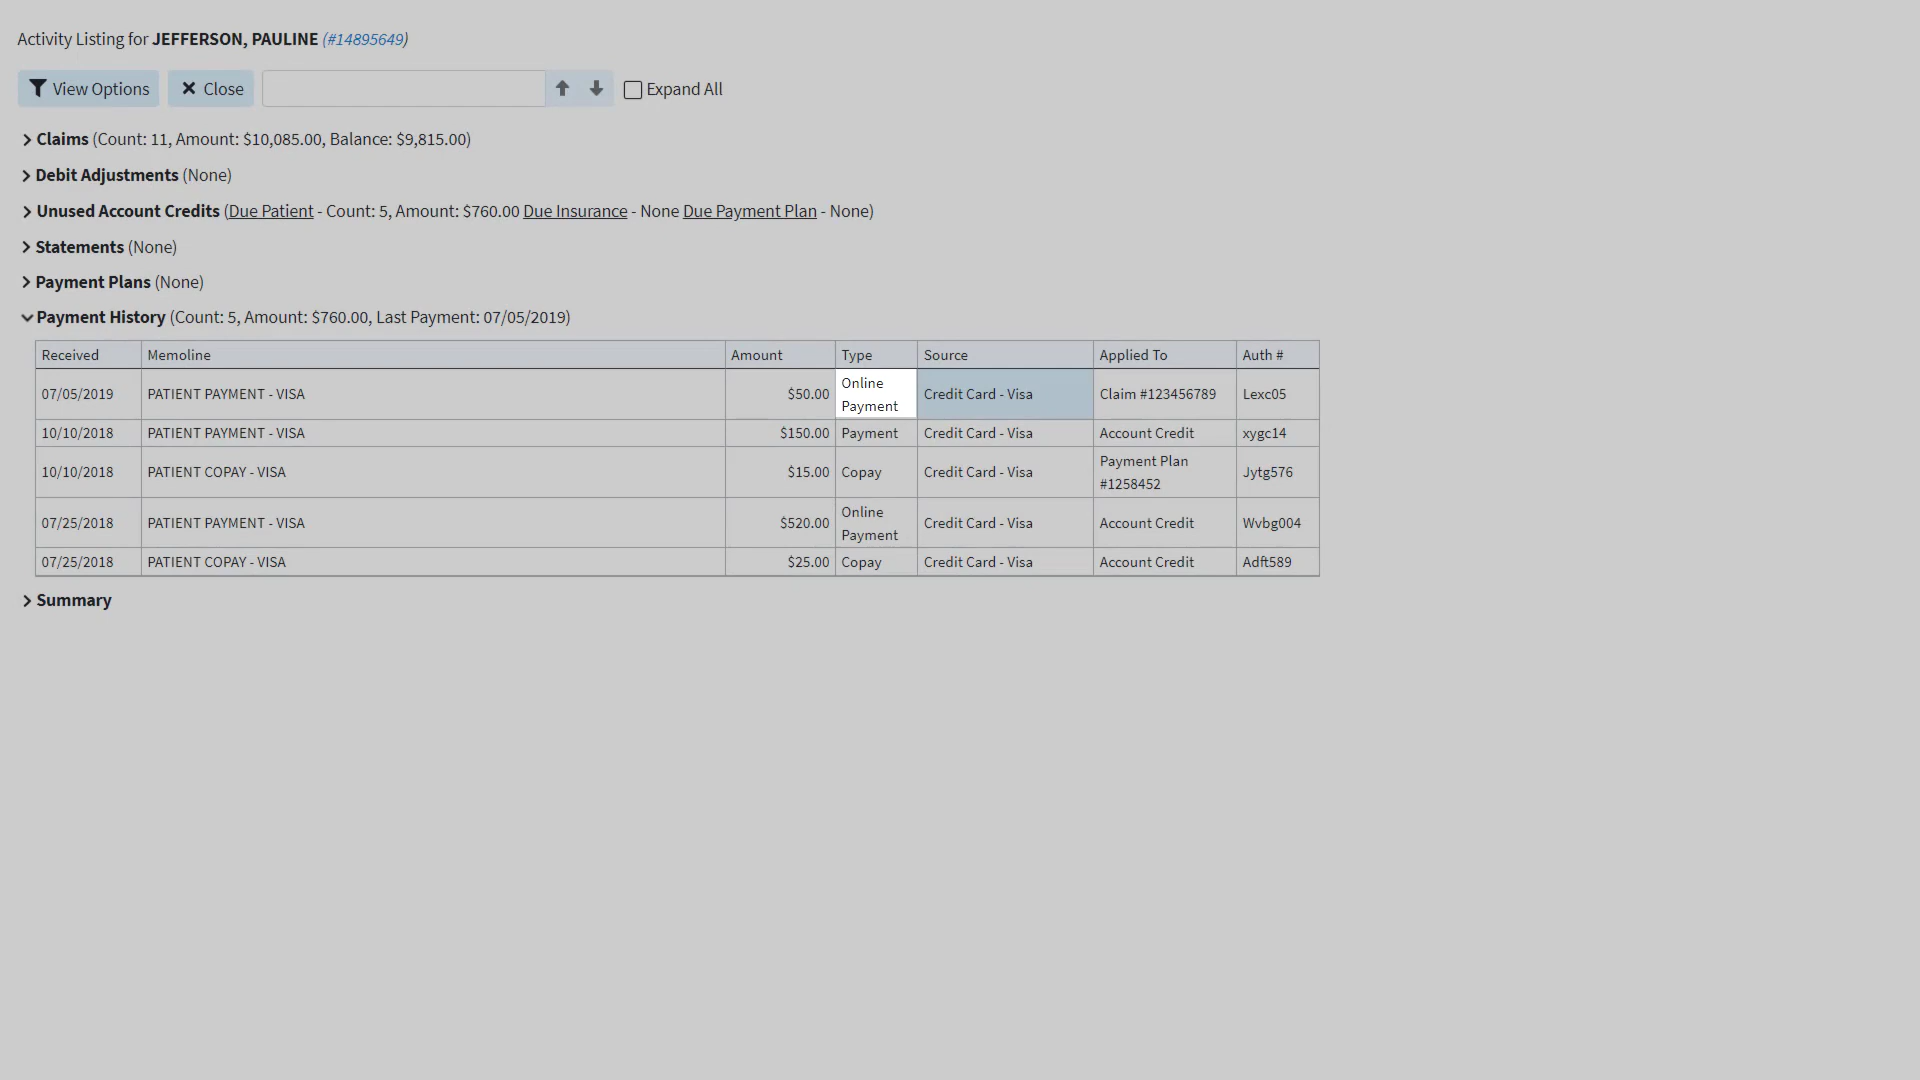 Activity Listing for JEFFERSON, PAULINE (#14895649)
View Options Close Expand All
Claims (Count: 11, Amount: $10,085.00, Balance: $9,815.00)
Debit Adjustments (None)
Unused Account Credits (Due Patient - Count: 5, Amount: $760.00 Due Insurance - None Due Payment Plan - None)
Statements (None)
Payment Plans (None)
Payment History (Count: 5, Amount: $760.00, Last Payment: 07/05/2019)
Received Memoline Amount Type Source Applied To Auth #
07/05/2019 PATIENT PAYMENT - VISA $50.00 Online Payment Credit Card - Visa Claim #123456789 Lexc05
10/10/2018 PATIENT PAYMENT - VISA $150.00 Payment Credit Card - Visa Account Credit xygc14
10/10/2018 PATIENT COPAY - VISA $15.00 Copay Credit Card - Visa Payment Plan #1258452 Jytg576
07/25/2018 PATIENT PAYMENT - VISA $520.00 Online Payment Credit Card - Visa Account Credit Wvbg004
07/25/2018 PATIENT COPAY - VISA $25.00 Copay Credit Card - Visa Account Credit Adft589
Summary